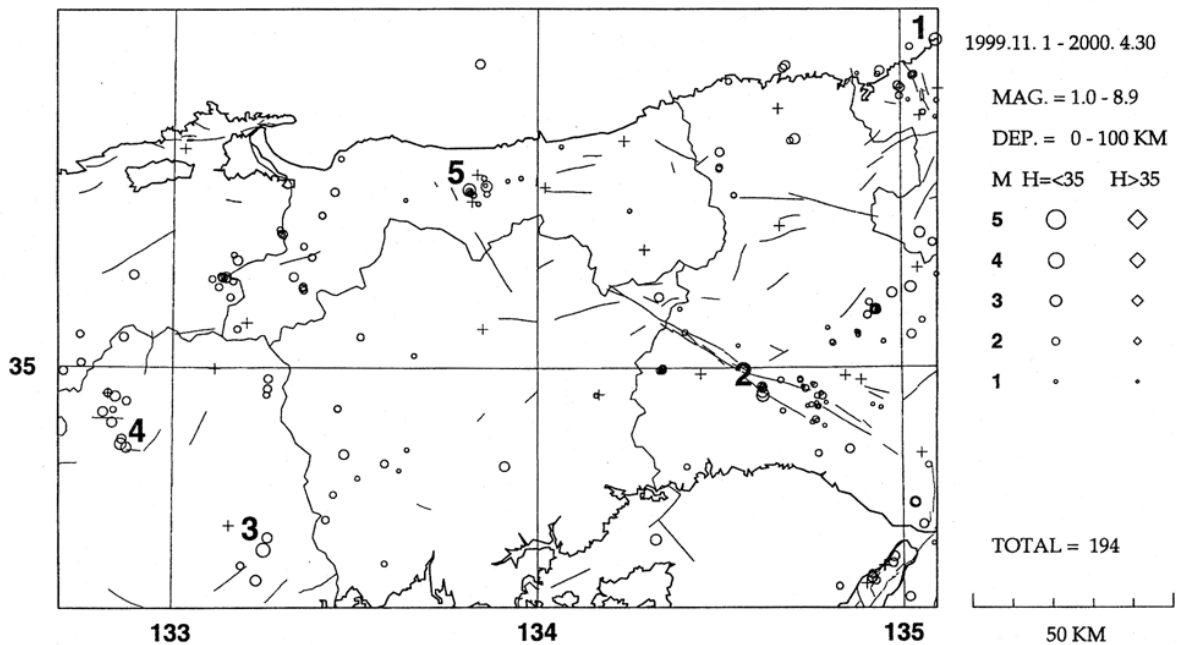 1
1999.11. 1 - 2000. 4.30
MAG. = 1.0 - 8.9
DEP. = 0 - 100 KM
M H=<35 H>35
5
5
4
3
2
35
2
1
4
3
TOTAL = 194
133
134
135
50 KM